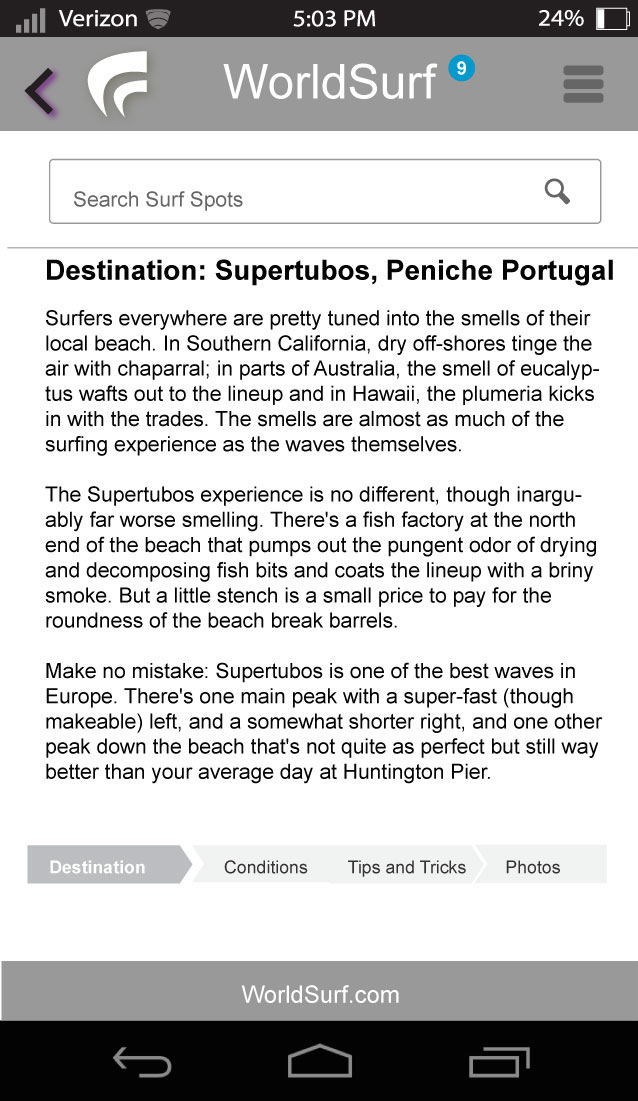 Verizon 5:03 PM 24%
WorldSurf 9
Search Surf Spots
Destination: Supertubos, Peniche Portugal
Surfers everywhere are pretty tuned into the smells of their
local beach. In Southern California, dry off-shores tinge the
air with chaparral; in parts of Australia, the smell of eucalyp-
tus wafts out to the lineup and in Hawaii, the plumeria kicks
in with the trades. The smells are almost as much of the
surfing experience as the waves themselves.
The Supertubos experience is no different, though inargu-
ably far worse smelling. There's a fish factory at the north
end of the beach that pumps out the pungent odor of drying
and decomposing fish bits and coats the lineup with a briny
smoke. But a little stench is a small price to pay for the
roundness of the beach break barrels.
Make no mistake: Supertubos is one of the best waves in
Europe. There's one main peak with a super-fast (though
makeable) left, and a somewhat shorter right, and one other
peak down the beach that's not quite as perfect but still way
better than your average day at Huntington Pier.
Destination Conditions Tips and Tricks Photos
WorldSurf.com